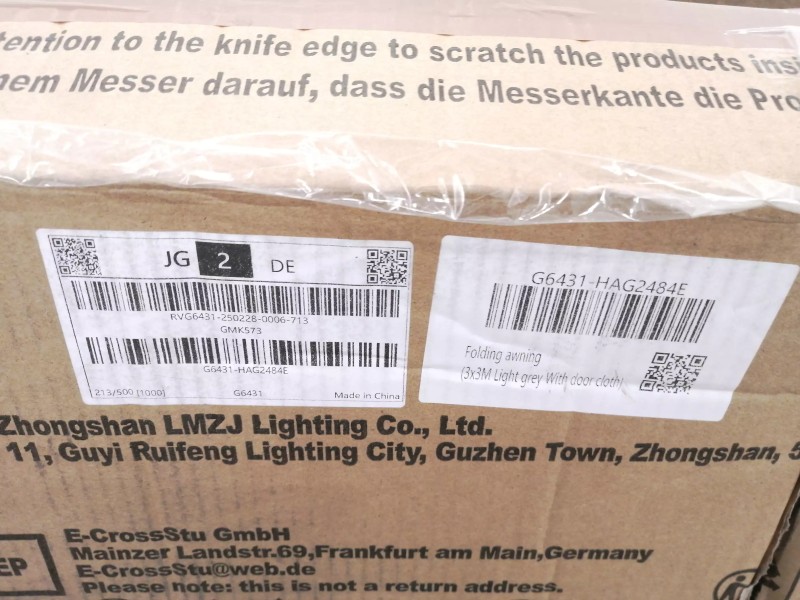 tention to the knife edge to scratch the products insi
nem Messer darauf, dass die Messerkante die Pro
JG 2 DE
RVG6431-250228-0006-713
GMK573
G6431-HAG2484E
213/500 [1000] G6431 Made in China
G6431-HAG2484E
Folding awning
(3x3M Light grey With door cloth)
Zhongshan LMZJ Lighting Co., Ltd.
11, Guyi Ruifeng Lighting City, Guzhen Town, Zhongshan, 5
EP
E-CrossStu GmbH
Mainzer Landstr.69,Frankfurt am Main,Germany
E-CrossStu@web.de
Please note: this is not a return address.